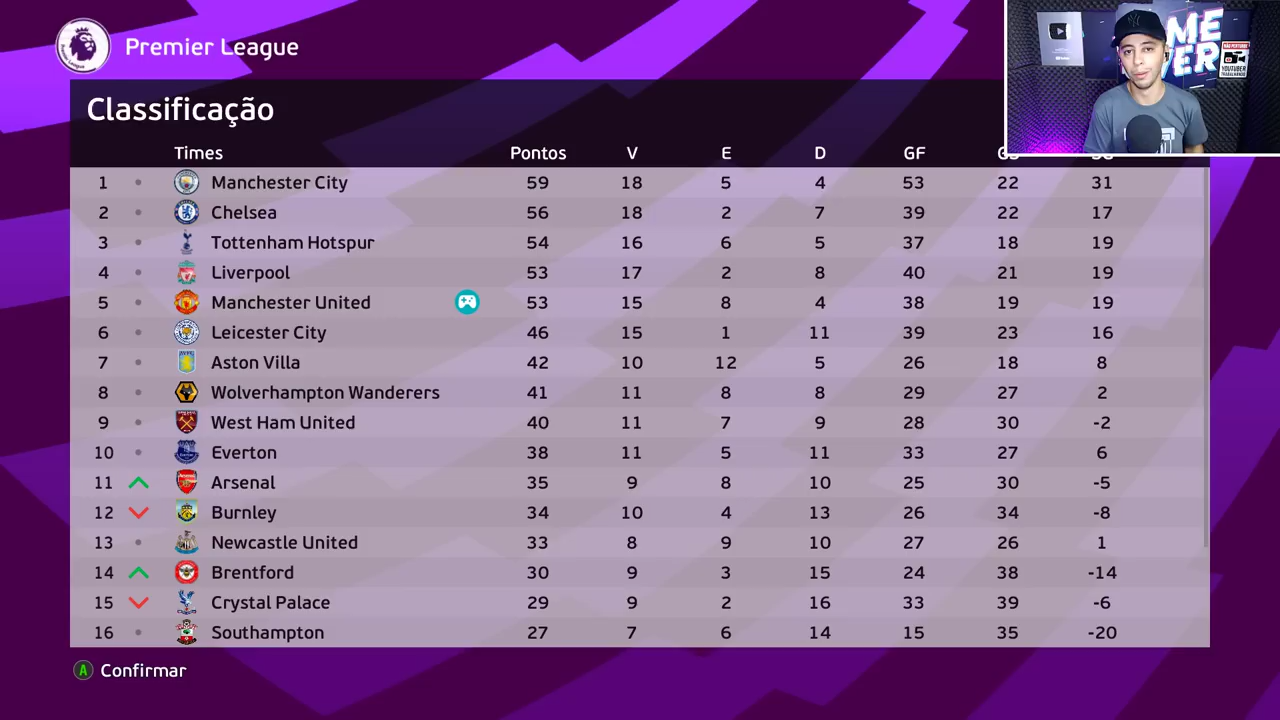 Premier League
Classificação
Times Pontos V E D GF
1 Manchester City 59 18 5 4 53 22 31
2 Chelsea 56 18 2 7 39 22 17
3 Tottenham Hotspur 54 16 6 5 37 18 19
4 Liverpool 53 17 2 8 40 21 19
5 Manchester United 53 15 8 4 38 19 19
6 Leicester City 46 15 1 11 39 23 16
7 Aston Villa 42 10 12 5 26 18 8
8 Wolverhampton Wanderers 41 11 8 8 29 27 2
9 West Ham United 40 11 7 9 28 30 -2
10 Everton 38 11 5 11 33 27 6
11 Arsenal 35 9 8 10 25 30 -5
12 Burnley 34 10 4 13 26 34 -8
13 Newcastle United 33 8 9 10 27 26 1
14 Brentford 30 9 3 15 24 38 -14
15 Crystal Palace 29 9 2 16 33 39 -6
16 Southampton 27 7 6 14 15 35 -20
A Confirmar
NÃO PERTURBE
YOUTUBER
TRABALHANDO